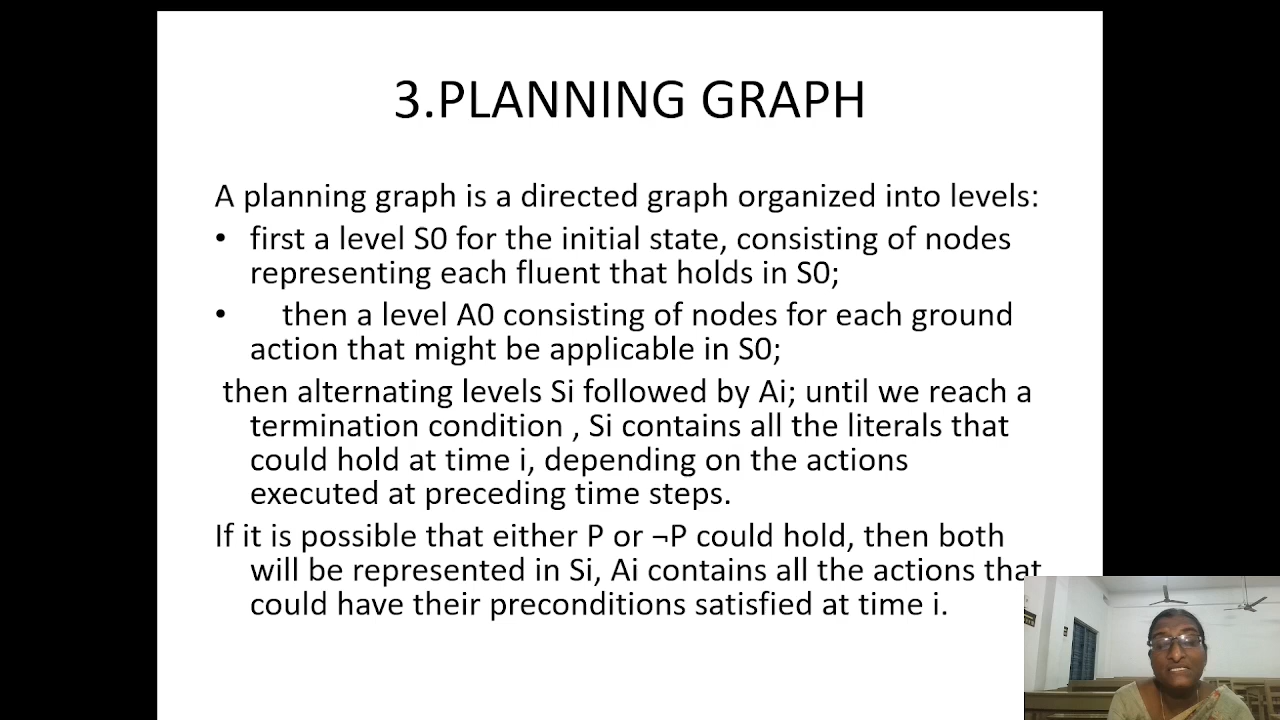 3.PLANNING GRAPH
A planning graph is a directed graph organized into levels:
• first a level S0 for the initial state, consisting of nodes
representing each fluent that holds in S0;
• then a level A0 consisting of nodes for each ground
action that might be applicable in S0;
then alternating levels Si followed by Ai; until we reach a
termination condition , Si contains all the literals that
could hold at time i, depending on the actions
executed at preceding time steps.
If it is possible that either P or ¬P could hold, then both
will be represented in Si, Ai contains all the actions that
could have their preconditions satisfied at time i.